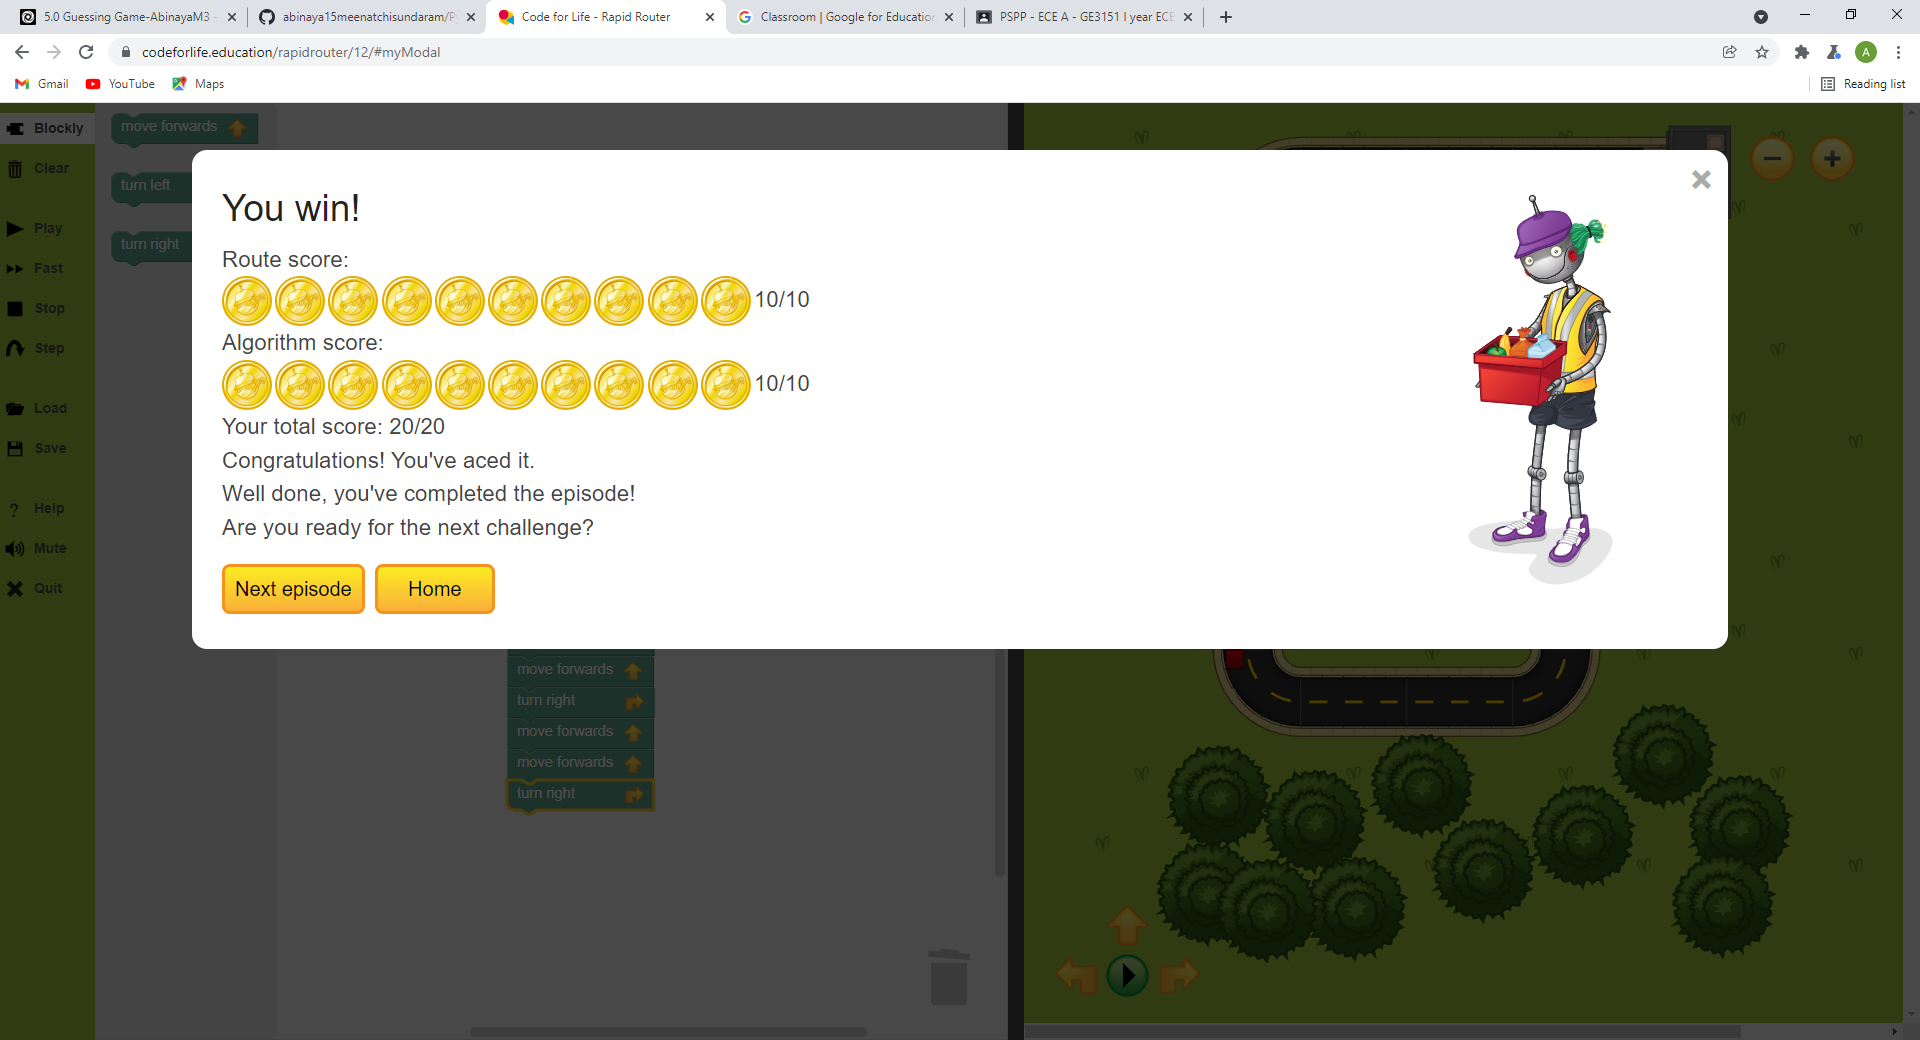 5.0 Guessing Game-AbinayaM3 -
abinaya15meenatchisundaram/P
Code for Life - Rapid Router
Classroom | Google for Education
PSPP - ECE A - GE3151 I year ECE
codeforlife.education/rapidrouter/12/#myModal
A
Gmail
YouTube
Maps
Reading list
Blockly
Clear
Play
Fast
Stop
Step
Load
Save
? Help
Mute
Quit
move forwards
turn left
turn right
You win!
Route score:
10/10
Algorithm score:
10/10
Your total score: 20/20
Congratulations! You've aced it.
Well done, you've completed the episode!
Are you ready for the next challenge?
Next episode
Home
move forwards
turn right
move forwards
move forwards
turn right